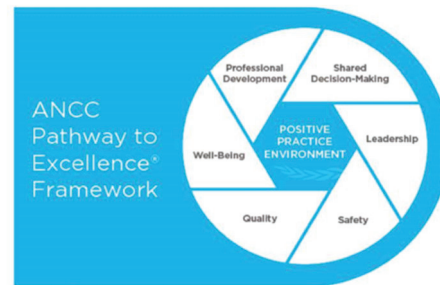 ANCC
Pathway to
Excellence®
Framework
Professional
Development
Shared
Decision-Making
Well-Being
POSITIVE
PRACTICE
ENVIRONMENT
Leadership
Quality
Safety